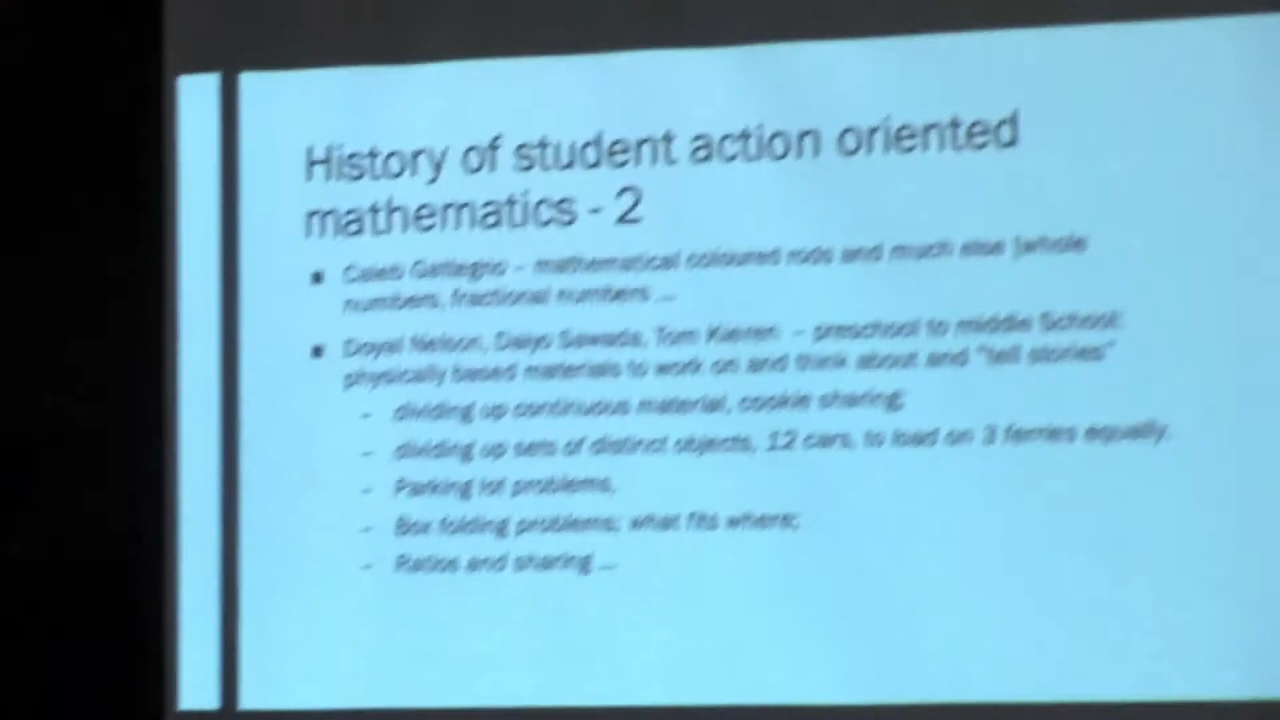 History of student action oriented
mathematics - 2
Caleb Gattegno – mathematical coloured rods and much else [whole
numbers, fractional numbers ...
Doyal Nelson, Daiyo Sawada, Tom Kieren – preschool to middle School:
physically based materials to work on and think about and "tell stories"
- dividing up continuous material, cookie sharing;
- dividing up sets of distinct objects, 12 cars, to load on 3 ferries equally.
- Parking lot problems,
- Box folding problems; what fits where;
- Ratios and sharing ...